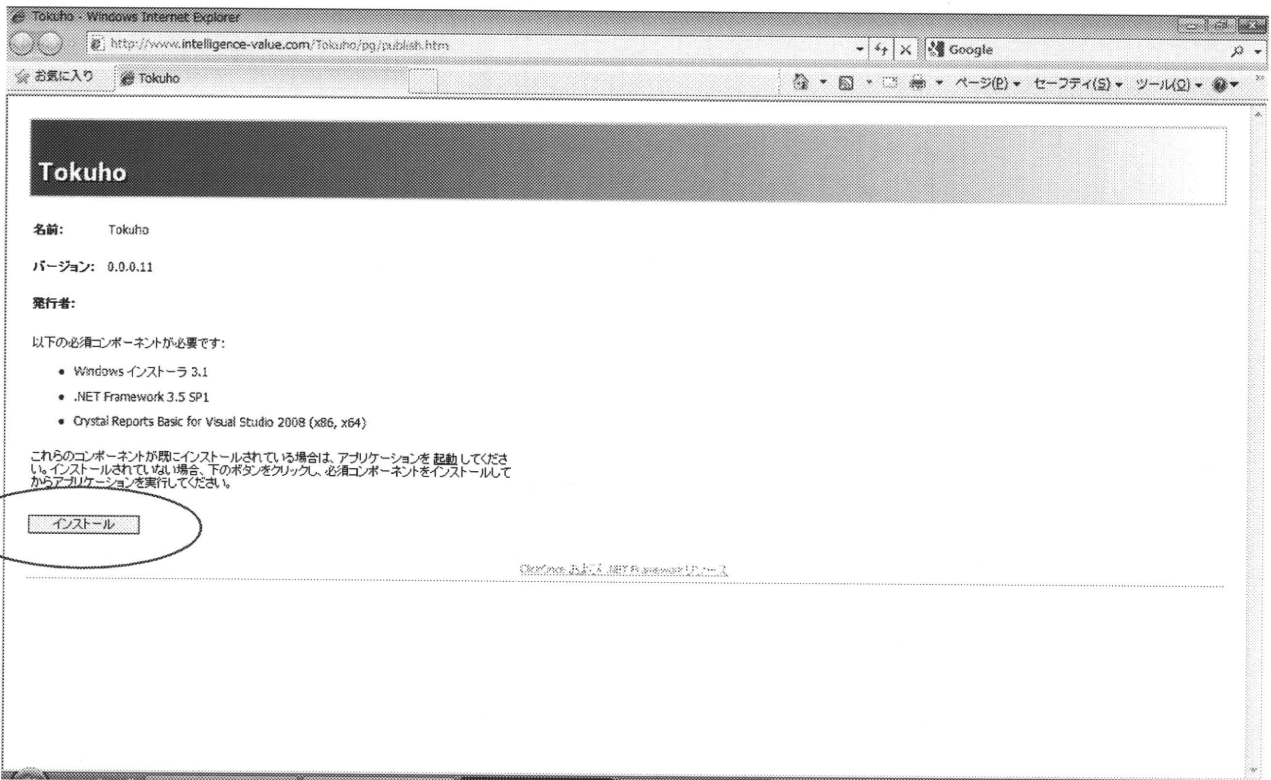 Tokuho - Windows Internet Explorer
http://www.intelligence-value.com/Tokuho/pg/publish.htm
Google
お気に入り
Tokuho
ページ(P)
セーフティ(S)
ツール(O)
Tokuho
名前: Tokuho
バージョン: 0.0.0.11
発行者:
以下の必須コンポーネントが必要です:
• Windows インストーラ 3.1
• .NET Framework 3.5 SP1
• Crystal Reports Basic for Visual Studio 2008 (x86, x64)
これらのコンポーネントが既にインストールされている場合は、アプリケーションを 起動 してくださ
い。インストールされていない場合、下のボタンをクリックし、必須コンポーネントをインストールして
からアプリケーションを実行してください。
インストール
ClickOnce および .NET Framework リソース